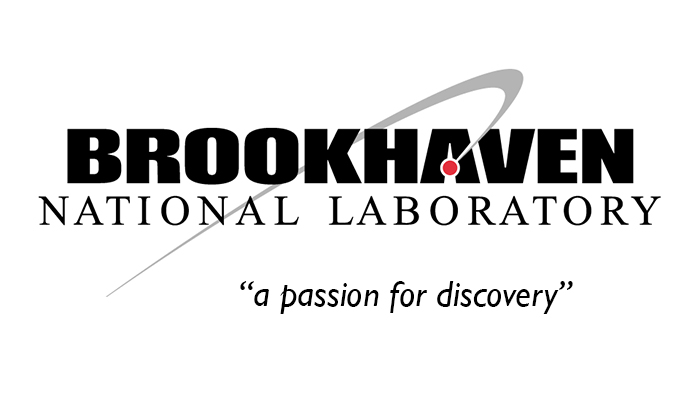 BROOKHAVEN
NATIONAL LABORATORY
“a passion for discovery”